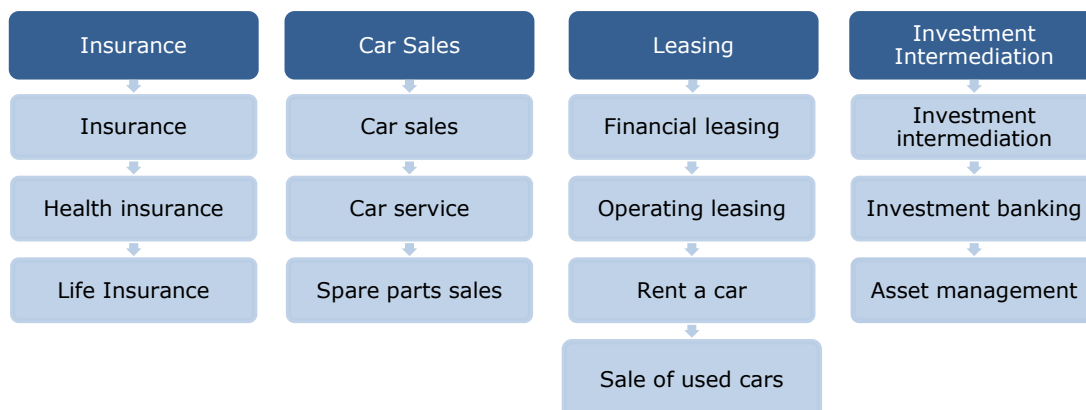 Insurance
Insurance
Health insurance
Life Insurance
Car Sales
Car sales
Car service
Spare parts sales
Leasing
Financial leasing
Operating leasing
Rent a car
Sale of used cars
Investment
Intermediation
Investment
intermediation
Investment banking
Asset management